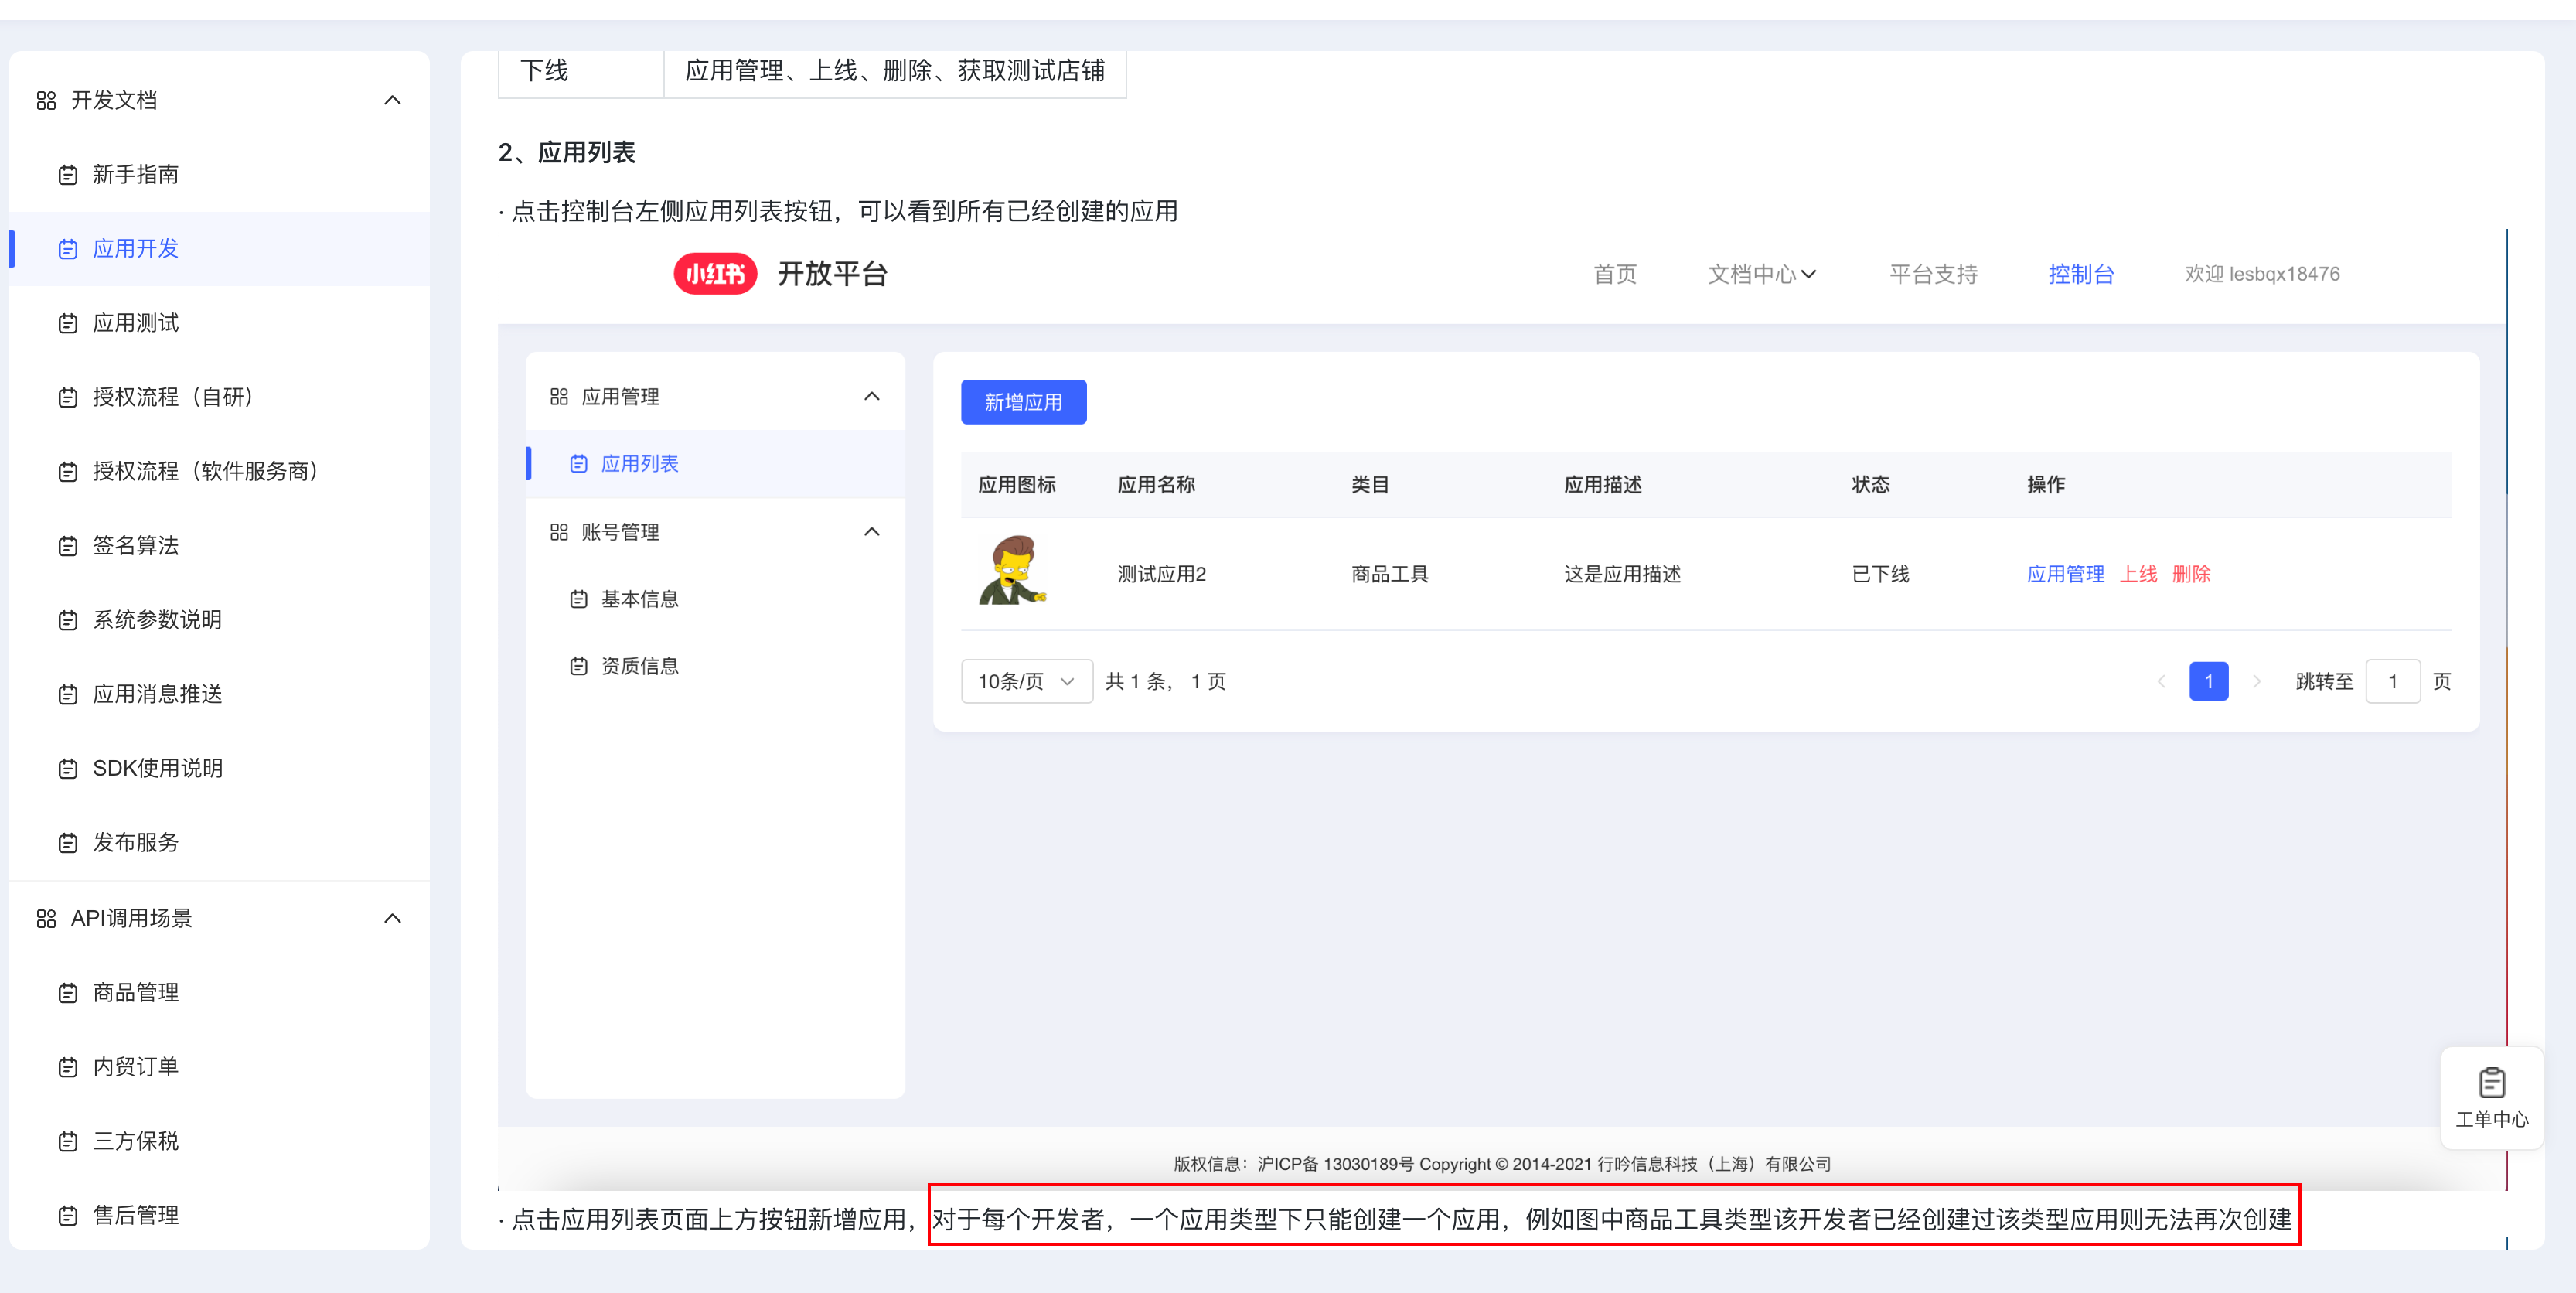 开发文档
新手指南
应用开发
应用测试
授权流程（自研）
授权流程（软件服务商）
签名算法
系统参数说明
应用消息推送
SDK使用说明
发布服务
API调用场景
商品管理
内贸订单
三方保税
售后管理
下线 应用管理、上线、删除、获取测试店铺
2、应用列表
· 点击控制台左侧应用列表按钮，可以看到所有已经创建的应用
小红书 开放平台 首页 文档中心 平台支持 控制台 欢迎 lesbqx18476
应用管理
应用列表
账号管理
基本信息
资质信息
新增应用
应用图标 应用名称 类目 应用描述 状态 操作
测试应用2 商品工具 这是应用描述 已下线 应用管理 上线 删除
10条/页 共 1 条， 1 页 1 跳转至 1 页
版权信息：沪ICP备 13030189号 Copyright © 2014-2021 行吟信息科技（上海）有限公司
· 点击应用列表页面上方按钮新增应用，对于每个开发者，一个应用类型下只能创建一个应用，例如图中商品工具类型该开发者已经创建过该类型应用则无法再次创建
工单中心